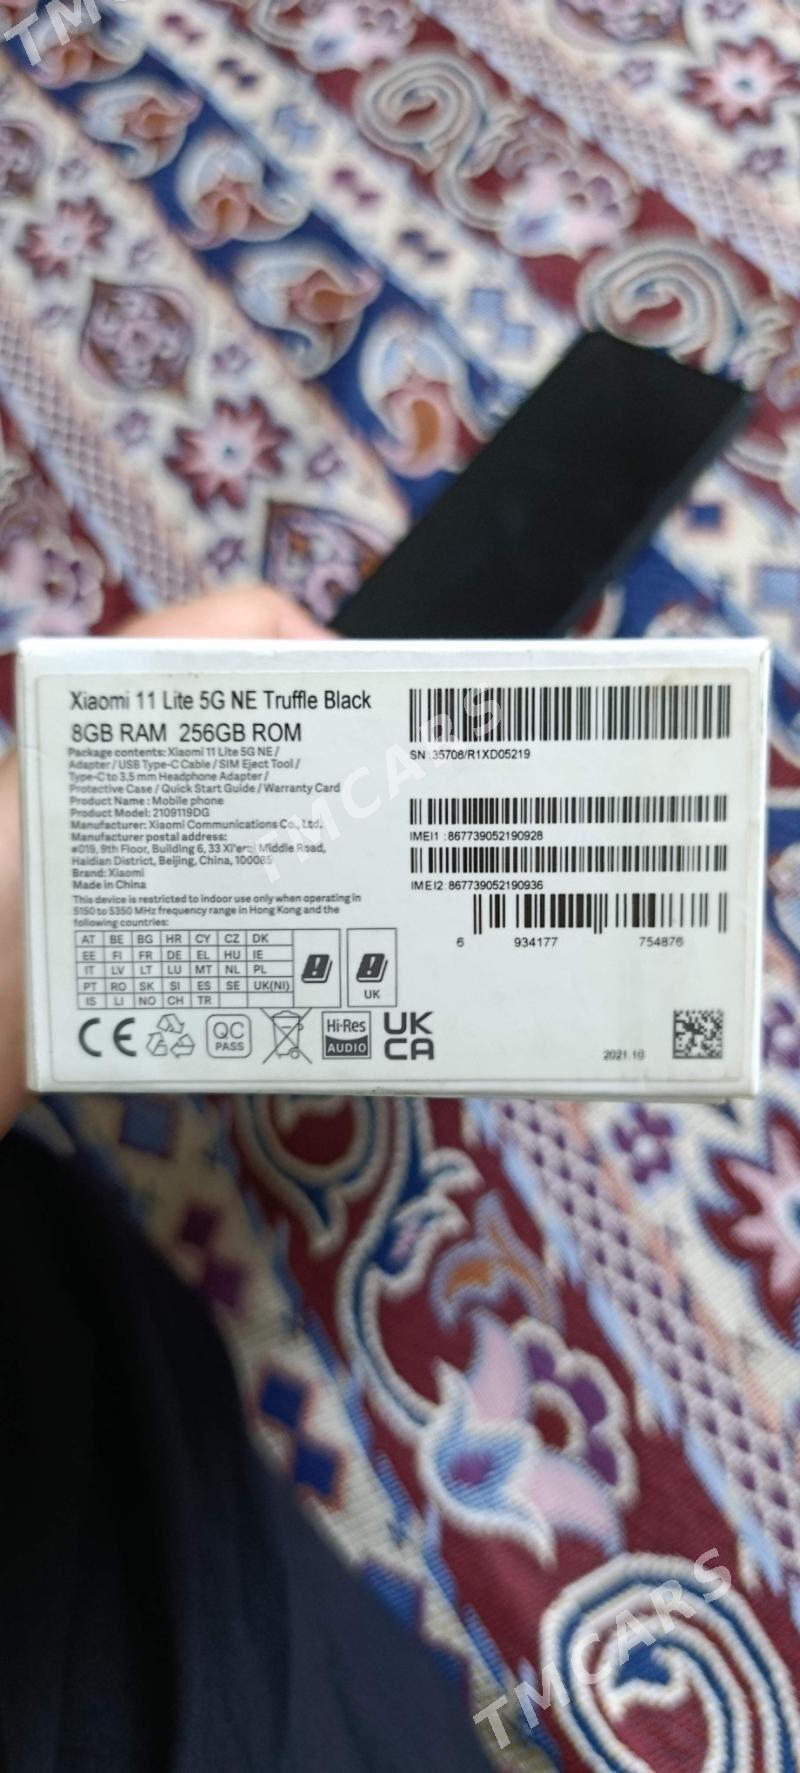 TMCARS
Xiaomi 11 Lite 5G NE Truffle Black
8GB RAM 256GB ROM
Package contents: Xiaomi 11 Lite 5G NE /
Adapter / USB Type-C Cable / SIM Eject Tool /
Type-C to 3.5 mm Headphone Adapter /
Protective Case / Quick Start Guide / Warranty Card
Product Name : Mobile phone
Product Model: 2109119DG
Manufacturer: Xiaomi Communications Co., Ltd.
Manufacturer postal address:
#019, 9th Floor, Building 6, 33 Xi'erqi Middle Road,
Haidian District, Beijing, China, 100085
Brand: Xiaomi
Made in China
This device is restricted to indoor use only when operating in
5150 to 5350 MHz frequency range in Hong Kong and the
following countries:
AT BE BG HR CY CZ DK
EE FI FR DE EL HU IE
IT LV LT LU MT NL PL
PT RO SK SI ES SE UK(NI)
IS LI NO CH TR
UK
CE
QC
PASS
Hi-Res
AUDIO
UK
CA
SN :35708/R1XD05219
IMEI1 :867739052190928
IMEI2:867739052190936
6 934177 754876
2021.10
TMCARS
TMCARS